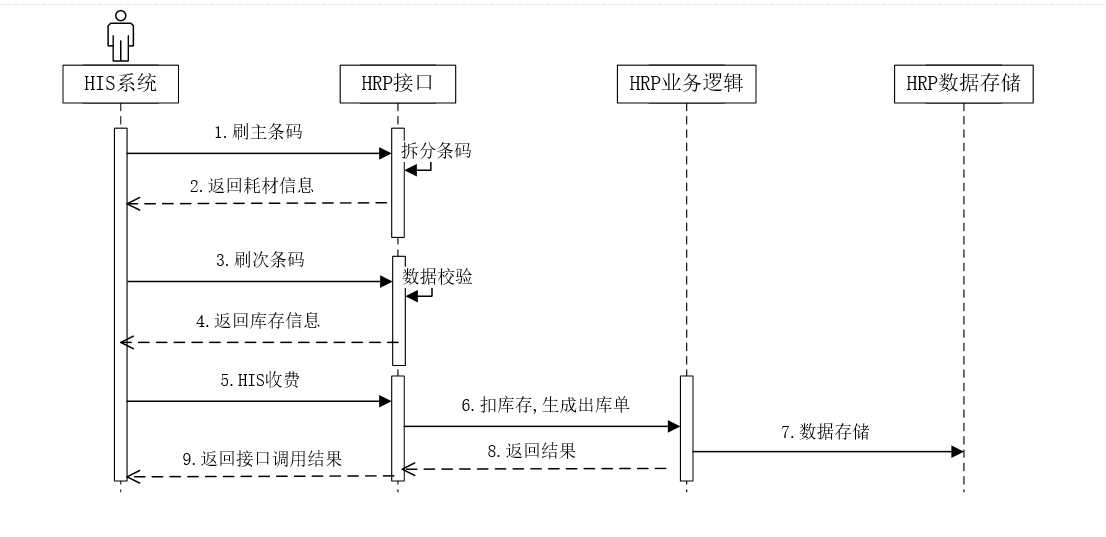 HIS系统
HRP接口
HRP业务逻辑
HRP数据存储
1.刷主条码
拆分条码
2.返回耗材信息
3.刷次条码
数据校验
4.返回库存信息
5.HIS收费
6.扣库存,生成出库单
7.数据存储
8.返回结果
9.返回接口调用结果